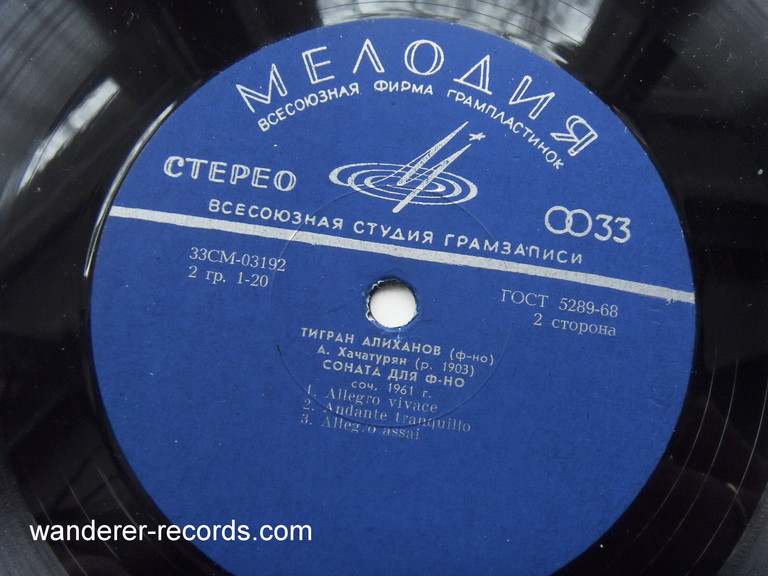 МЕЛОДИЯ
ВСЕСОЮЗНАЯ ФИРМА ГРАМПЛАСТИНОК
СТЕРЕО
33
ВСЕСОЮЗНАЯ СТУДИЯ ГРАМЗАПИСИ
33СМ-03192
2 гр. 1-20
ГОСТ 5289-68
2 сторона
ТИГРАН АЛИХАНОВ (ф-но)
А. Хачатурян (р. 1903)
СОНАТА ДЛЯ Ф-НО
соч. 1961 г.
1. Allegro vivace
2. Andante tranquillo
3. Allegro assai
wanderer-records.com